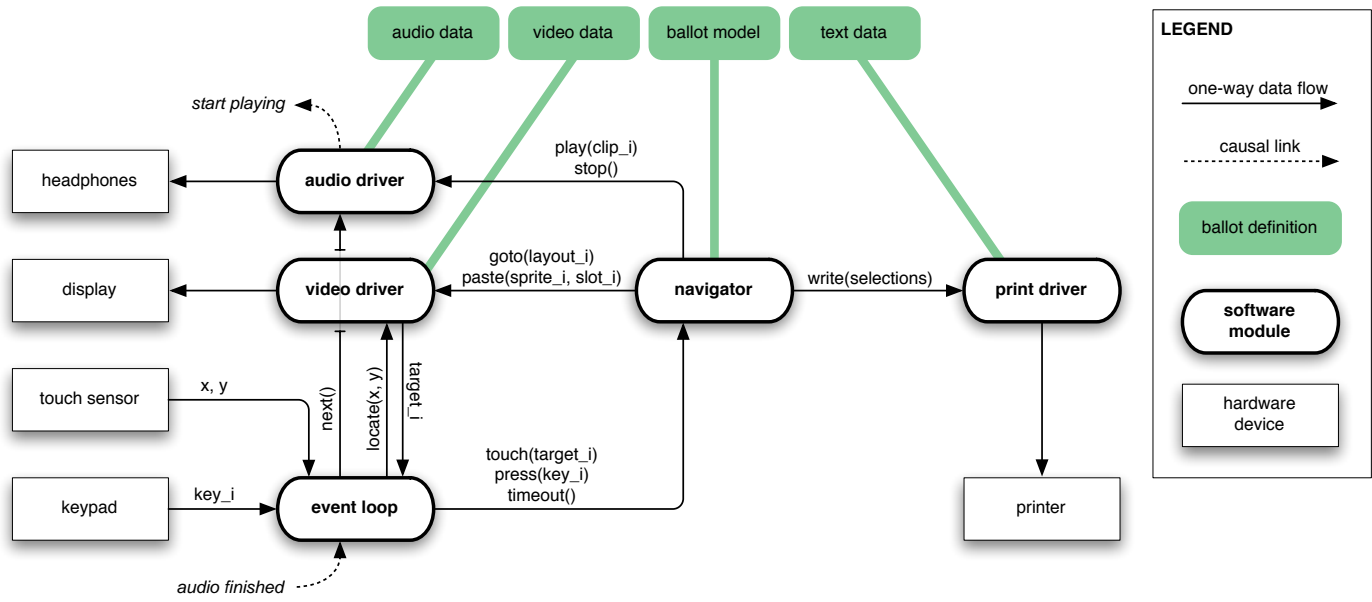 audio data
video data
ballot model
text data
LEGEND
one-way data flow
causal link
ballot definition
software
module
hardware
device
start playing
headphones
audio driver
play(clip_i)
stop()
display
video driver
goto(layout_i)
paste(sprite_i, slot_i)
navigator
write(selections)
print driver
touch sensor
x, y
next()
locate(x, y)
target_i
keypad
key_i
event loop
touch(target_i)
press(key_i)
timeout()
printer
audio finished